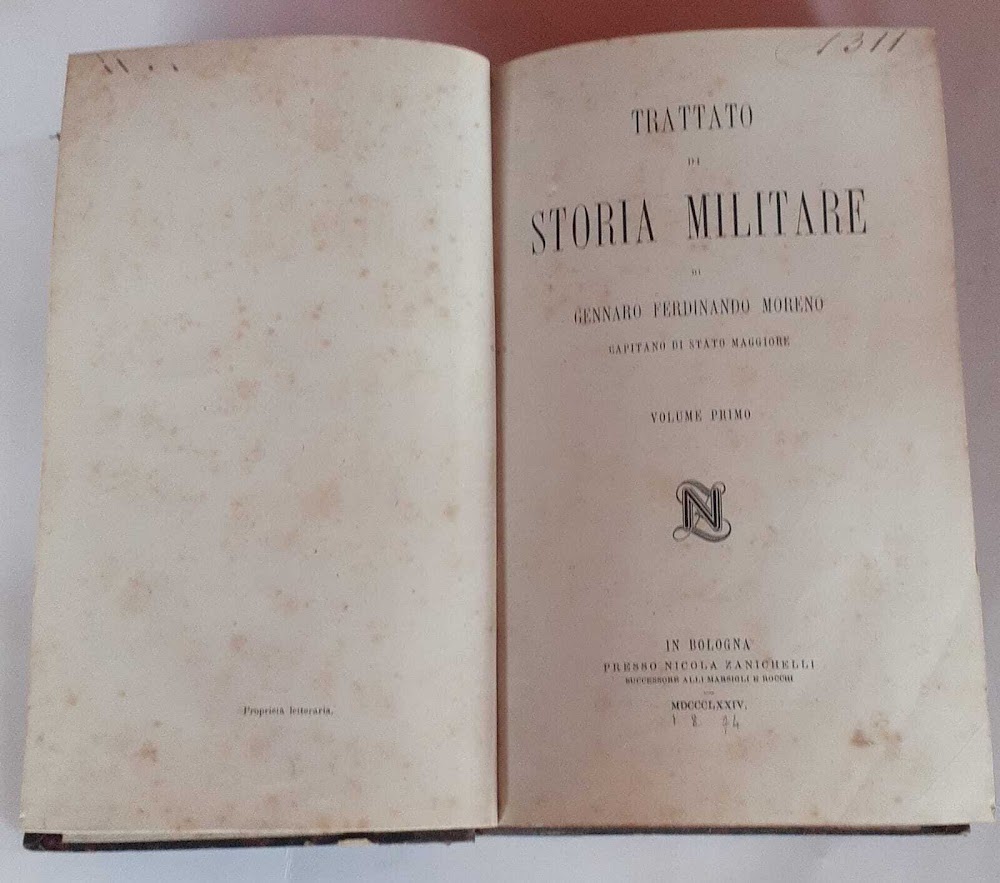 Proprietà letteraria.
1311
TRATTATO
DI
STORIA MILITARE
DI
GENNARO FERDINANDO MORENO
CAPITANO DI STATO MAGGIORE
VOLUME PRIMO
NZ
IN BOLOGNA
PRESSO NICOLA ZANICHELLI
SUCCESSORE ALLI MARSIGLI E ROCCHI
MDCCCLXXIV.
1874